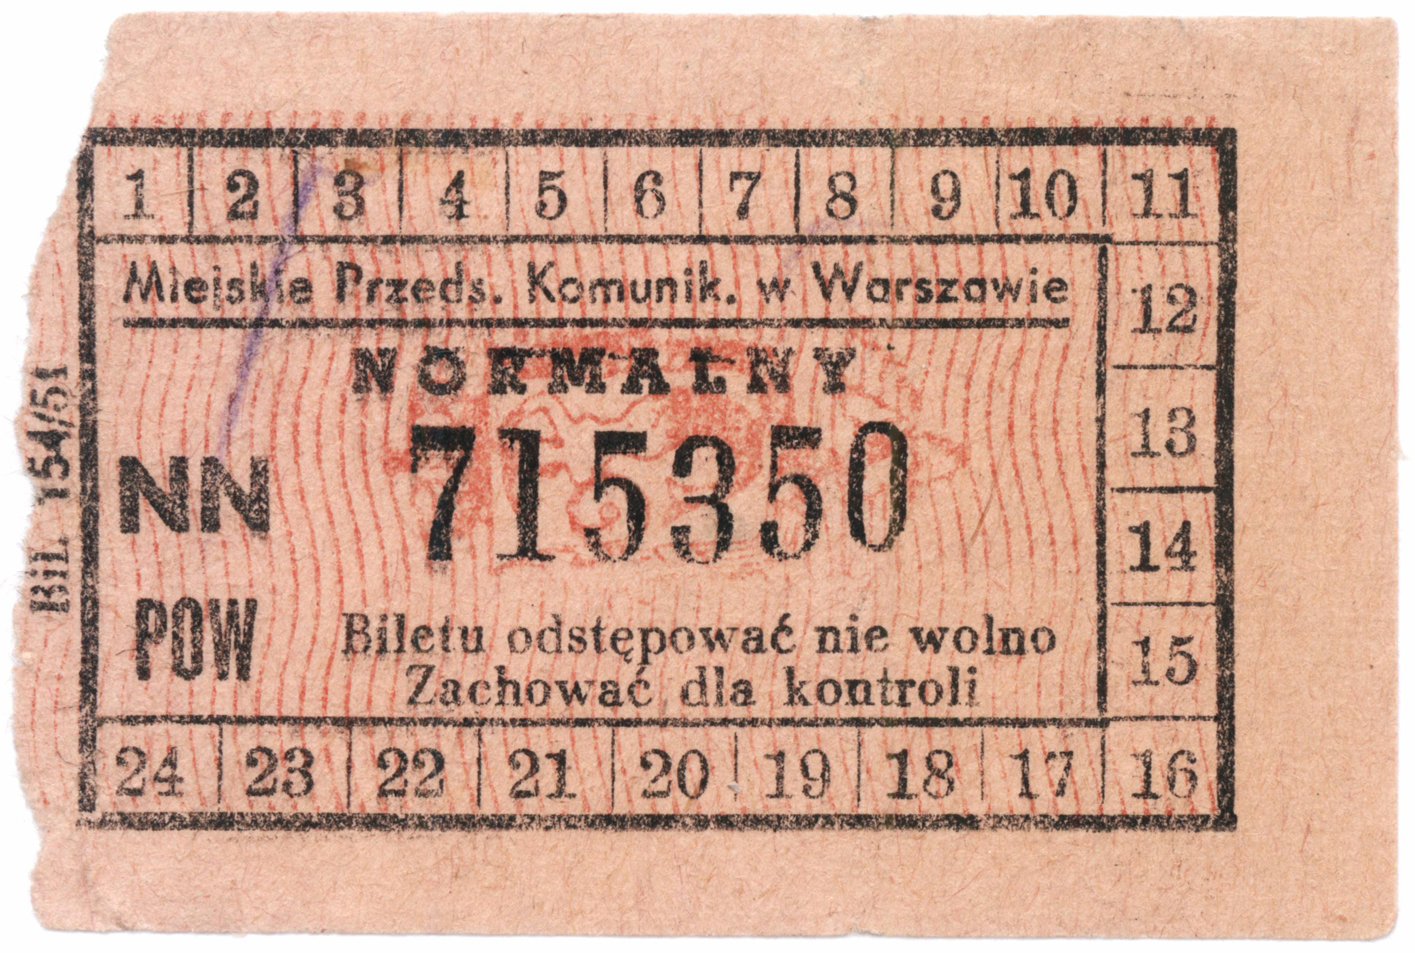 1 2 3 4 5 6 7 8 9 10 11
Miejskie Przeds. Komunik. w Warszawie
12
NORMALNY
13
715350
NN
14
POW
Biletu odstępować nie wolno
15
Zachować dla kontroli
24 23 22 21 20 19 18 17 16
Bil. 154/51